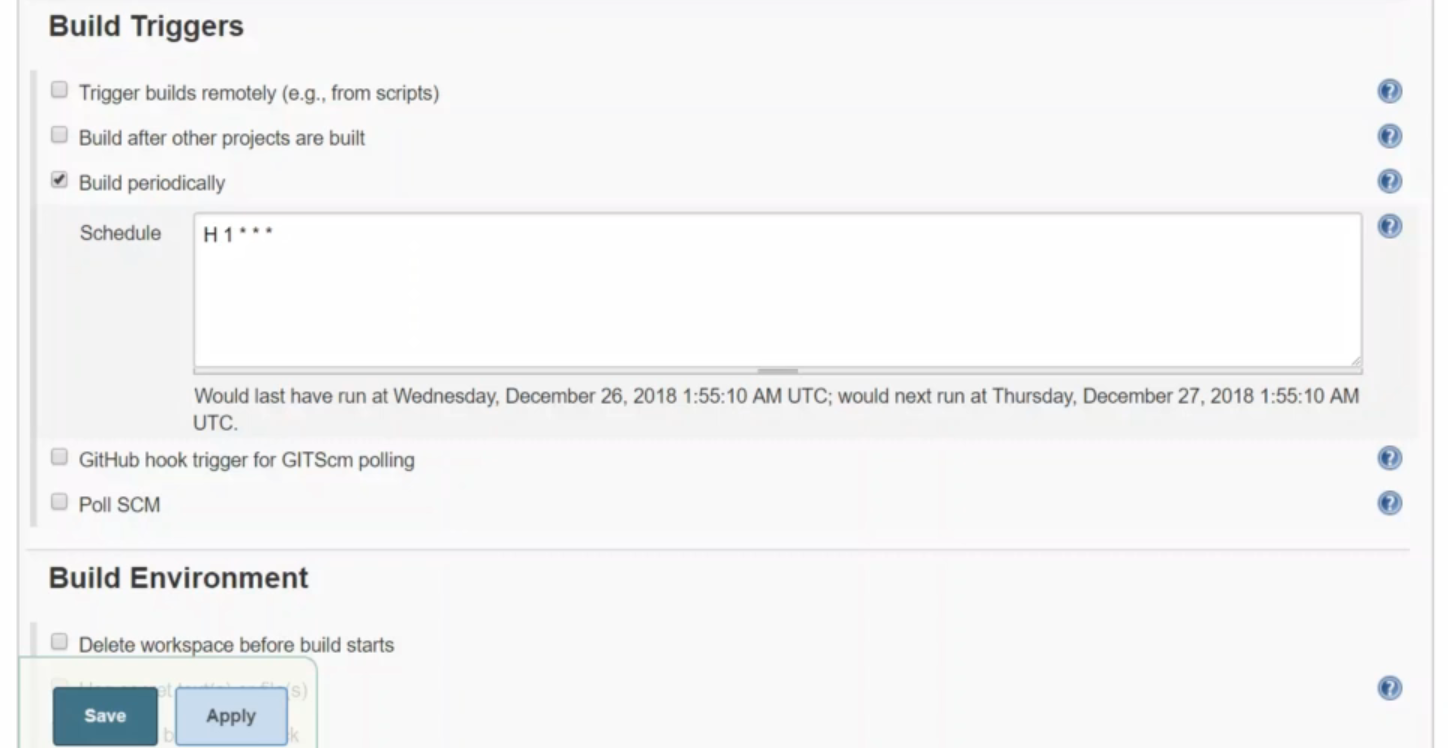 Build Triggers
Trigger builds remotely (e.g., from scripts)
Build after other projects are built
Build periodically
Schedule
H 1 * * *
Would last have run at Wednesday, December 26, 2018 1:55:10 AM UTC; would next run at Thursday, December 27, 2018 1:55:10 AM
UTC.
GitHub hook trigger for GITScm polling
Poll SCM
Build Environment
Delete workspace before build starts
Save
Apply